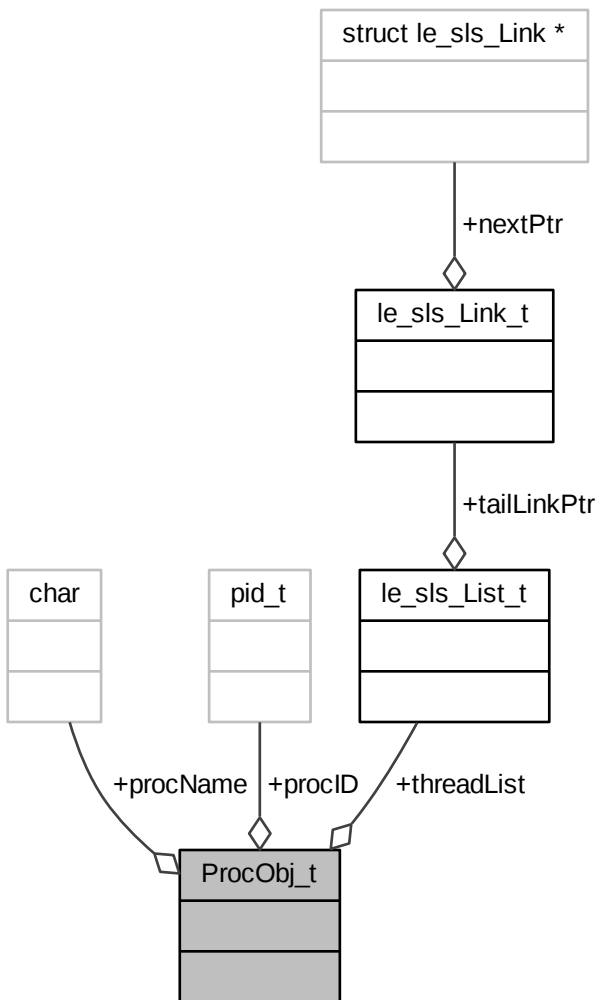 struct le_sls_Link *
+nextPtr
le_sls_Link_t
+tailLinkPtr
char
pid_t
le_sls_List_t
+procName
+procID
+threadList
ProcObj_t